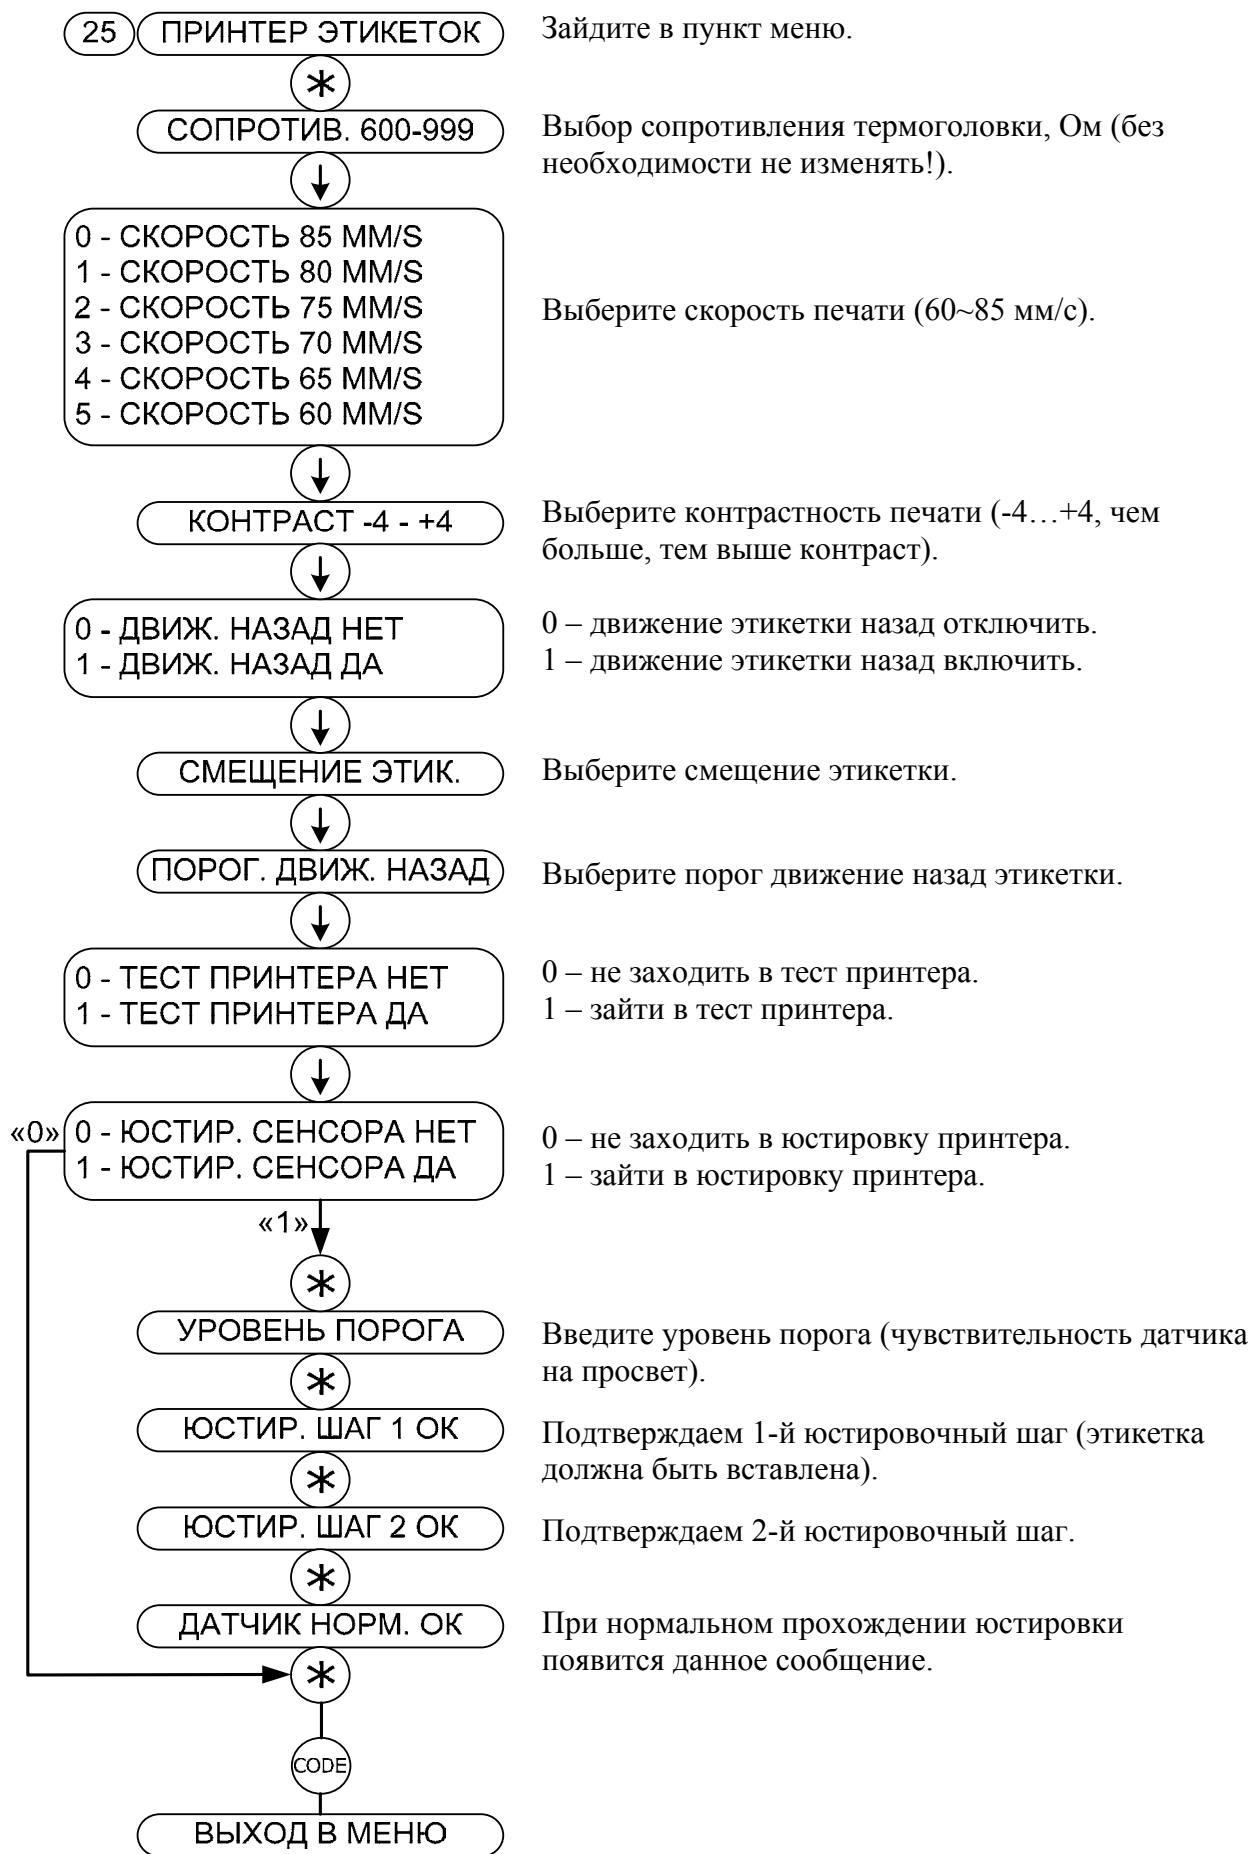 25 ПРИНТЕР ЭТИКЕТОК
Зайдите в пункт меню.
*
СОПРОТИВ. 600-999
Выбор сопротивления термоголовки, Ом (без
необходимости не изменять!).
↓
0 - СКОРОСТЬ 85 MM/S
1 - СКОРОСТЬ 80 MM/S
2 - СКОРОСТЬ 75 MM/S
3 - СКОРОСТЬ 70 MM/S
4 - СКОРОСТЬ 65 MM/S
5 - СКОРОСТЬ 60 MM/S
Выберите скорость печати (60~85 мм/с).
↓
КОНТРАСТ -4 - +4
Выберите контрастность печати (-4…+4, чем
больше, тем выше контраст).
↓
0 - ДВИЖ. НАЗАД НЕТ
1 - ДВИЖ. НАЗАД ДА
0 – движение этикетки назад отключить.
1 – движение этикетки назад включить.
↓
СМЕЩЕНИЕ ЭТИК.
Выберите смещение этикетки.
↓
ПОРОГ. ДВИЖ. НАЗАД
Выберите порог движение назад этикетки.
↓
0 - ТЕСТ ПРИНТЕРА НЕТ
1 - ТЕСТ ПРИНТЕРА ДА
0 – не заходить в тест принтера.
1 – зайти в тест принтера.
↓
«0»
0 - ЮСТИР. СЕНСОРА НЕТ
1 - ЮСТИР. СЕНСОРА ДА
0 – не заходить в юстировку принтера.
1 – зайти в юстировку принтера.
«1»
*
УРОВЕНЬ ПОРОГА
Введите уровень порога (чувствительность датчика
на просвет).
*
ЮСТИР. ШАГ 1 ОК
Подтверждаем 1-й юстировочный шаг (этикетка
должна быть вставлена).
*
ЮСТИР. ШАГ 2 ОК
Подтверждаем 2-й юстировочный шаг.
*
ДАТЧИК НОРМ. ОК
При нормальном прохождении юстировки
появится данное сообщение.
*
CODE
ВЫХОД В МЕНЮ